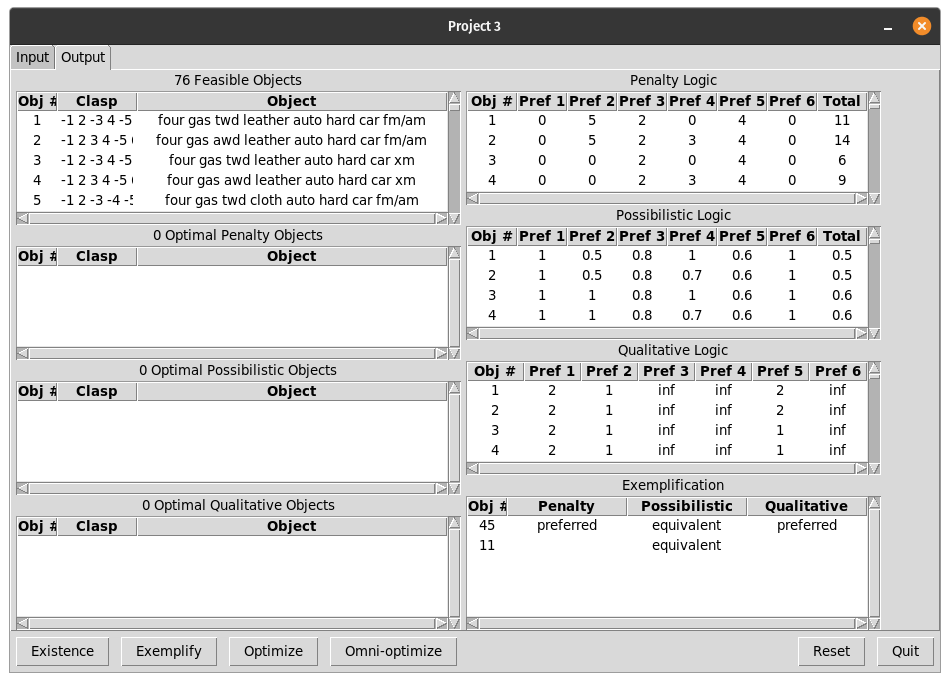 Project 3
Input Output
76 Feasible Objects
Obj # Clasp Object
1 -1 2 -3 4 -5 four gas twd leather auto hard car fm/am
2 -1 2 3 4 -5 four gas awd leather auto hard car fm/am
3 -1 2 -3 4 -5 four gas twd leather auto hard car xm
4 -1 2 3 4 -5 four gas awd leather auto hard car xm
5 -1 2 -3 -4 -5 four gas twd cloth auto hard car fm/am
0 Optimal Penalty Objects
Obj # Clasp Object
0 Optimal Possibilistic Objects
Obj # Clasp Object
0 Optimal Qualitative Objects
Obj # Clasp Object
Penalty Logic
Obj # Pref 1 Pref 2 Pref 3 Pref 4 Pref 5 Pref 6 Total
1 0 5 2 0 4 0 11
2 0 5 2 3 4 0 14
3 0 0 2 0 4 0 6
4 0 0 2 3 4 0 9
Possibilistic Logic
Obj # Pref 1 Pref 2 Pref 3 Pref 4 Pref 5 Pref 6 Total
1 1 0.5 0.8 1 0.6 1 0.5
2 1 0.5 0.8 0.7 0.6 1 0.5
3 1 1 0.8 1 0.6 1 0.6
4 1 1 0.8 0.7 0.6 1 0.6
Qualitative Logic
Obj # Pref 1 Pref 2 Pref 3 Pref 4 Pref 5 Pref 6
1 2 1 inf inf 2 inf
2 2 1 inf inf 2 inf
3 2 1 inf inf 1 inf
4 2 1 inf inf 1 inf
Exemplification
Obj # Penalty Possibilistic Qualitative
45 preferred equivalent preferred
11 equivalent
Existence Exemplify Optimize Omni-optimize Reset Quit